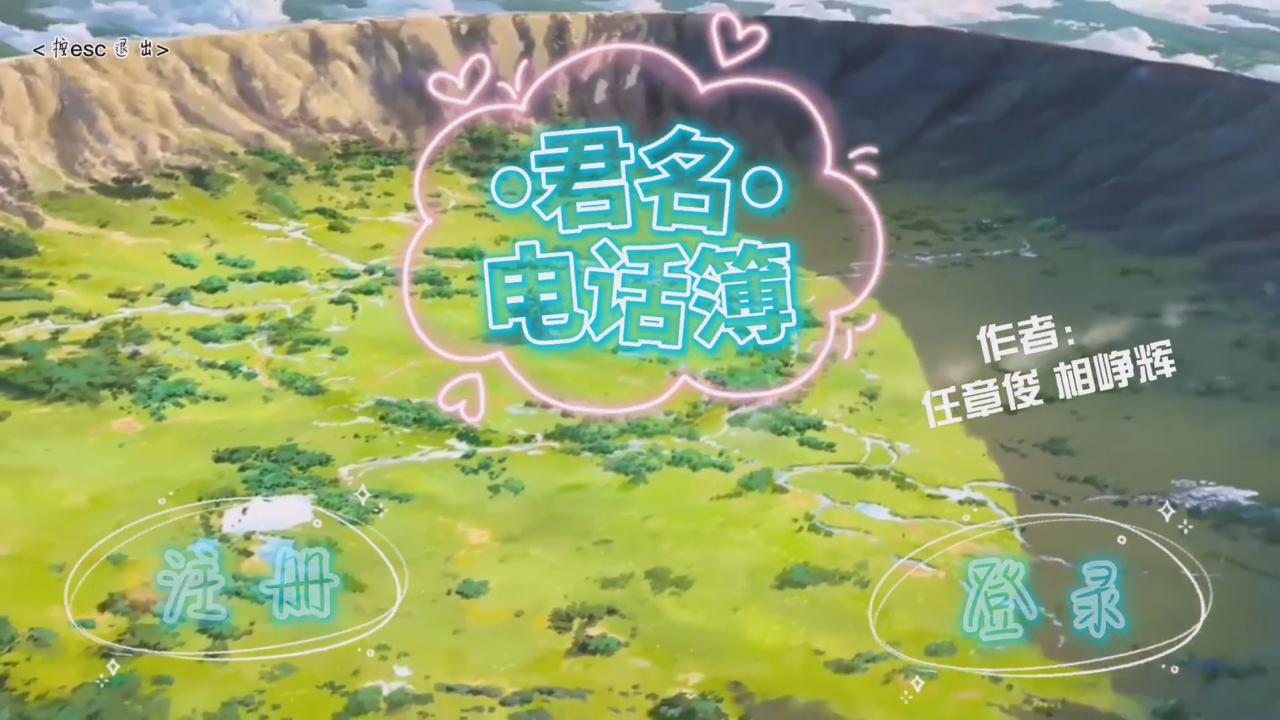 <按esc 退出>
·君名·
电话簿
作者：
任章俊 相峥辉
注 册
登 录